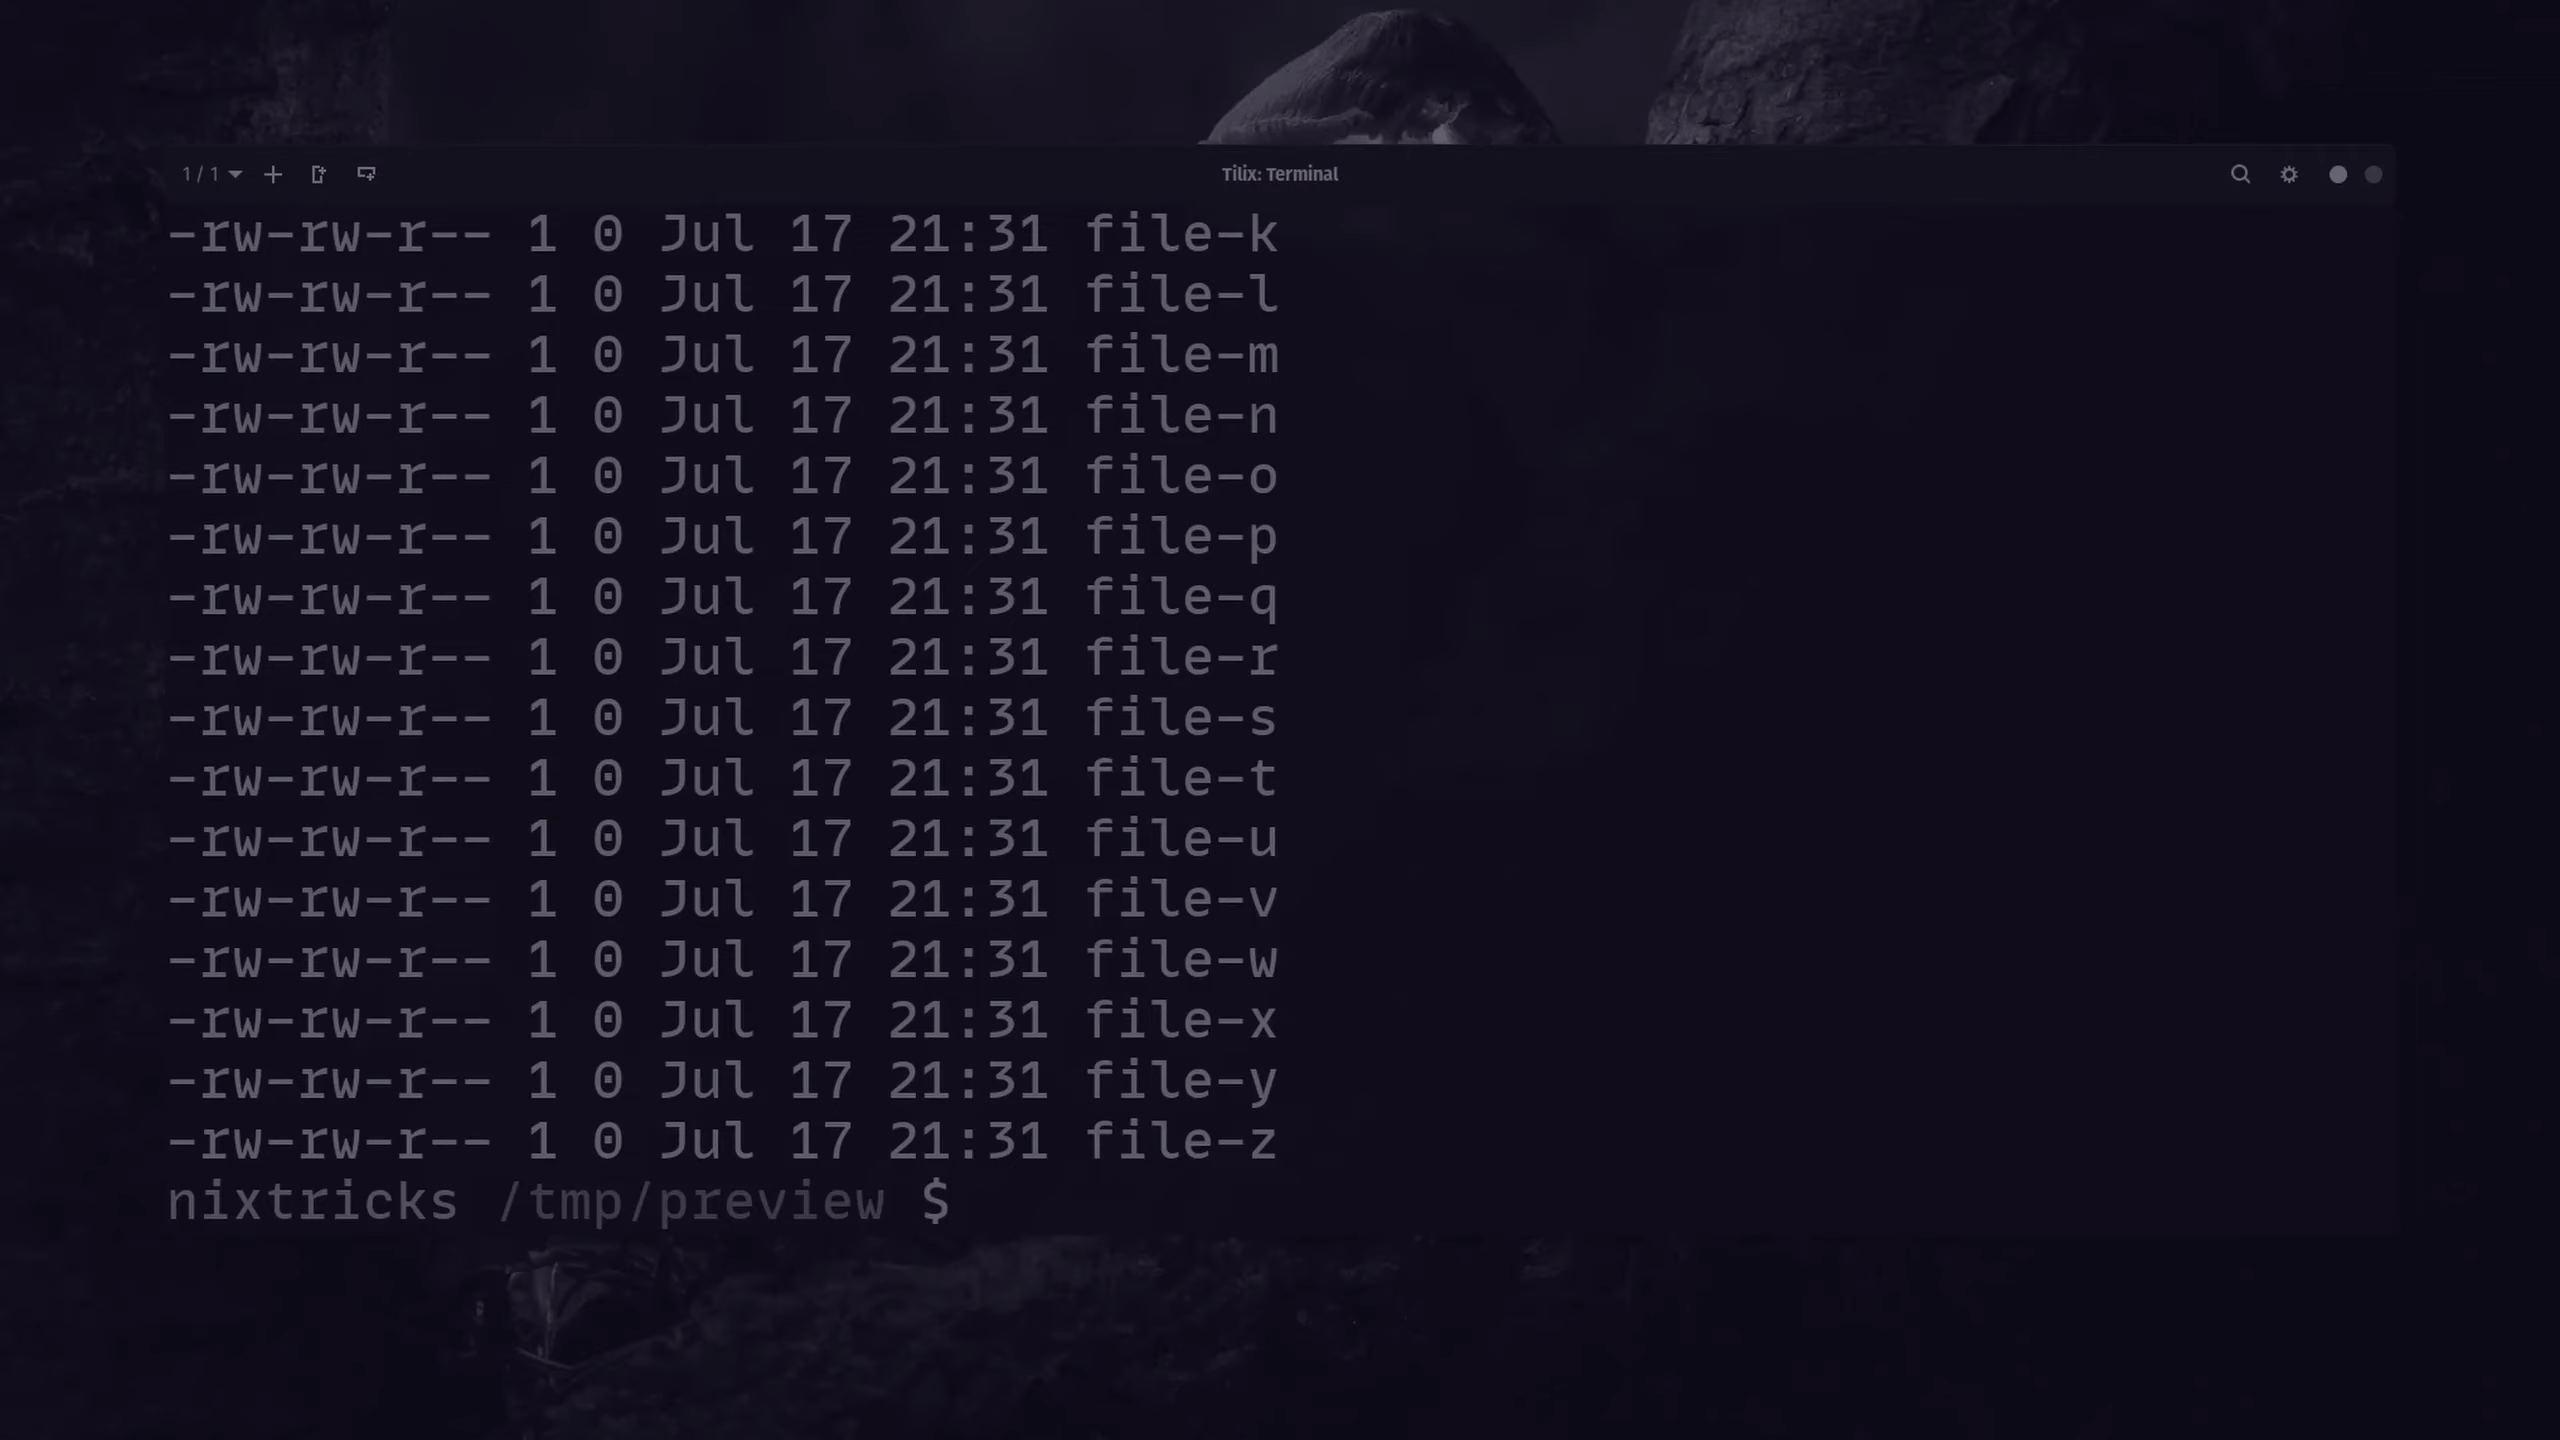 1 / 1
Tilix: Terminal
-rw-rw-r-- 1 0 Jul 17 21:31 file-k
-rw-rw-r-- 1 0 Jul 17 21:31 file-l
-rw-rw-r-- 1 0 Jul 17 21:31 file-m
-rw-rw-r-- 1 0 Jul 17 21:31 file-n
-rw-rw-r-- 1 0 Jul 17 21:31 file-o
-rw-rw-r-- 1 0 Jul 17 21:31 file-p
-rw-rw-r-- 1 0 Jul 17 21:31 file-q
-rw-rw-r-- 1 0 Jul 17 21:31 file-r
-rw-rw-r-- 1 0 Jul 17 21:31 file-s
-rw-rw-r-- 1 0 Jul 17 21:31 file-t
-rw-rw-r-- 1 0 Jul 17 21:31 file-u
-rw-rw-r-- 1 0 Jul 17 21:31 file-v
-rw-rw-r-- 1 0 Jul 17 21:31 file-w
-rw-rw-r-- 1 0 Jul 17 21:31 file-x
-rw-rw-r-- 1 0 Jul 17 21:31 file-y
-rw-rw-r-- 1 0 Jul 17 21:31 file-z
nixtricks /tmp/preview $